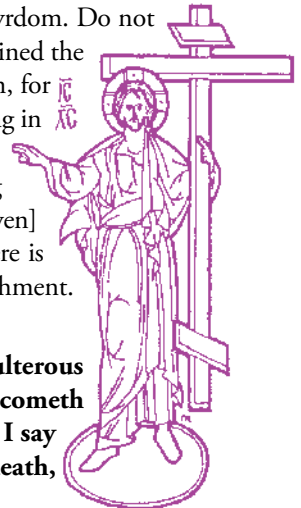 yrdom. Do not
ined the
n, for
IC
g in
XC
g
ven]
re is
hment.
ulterous
cometh
I say
eath,